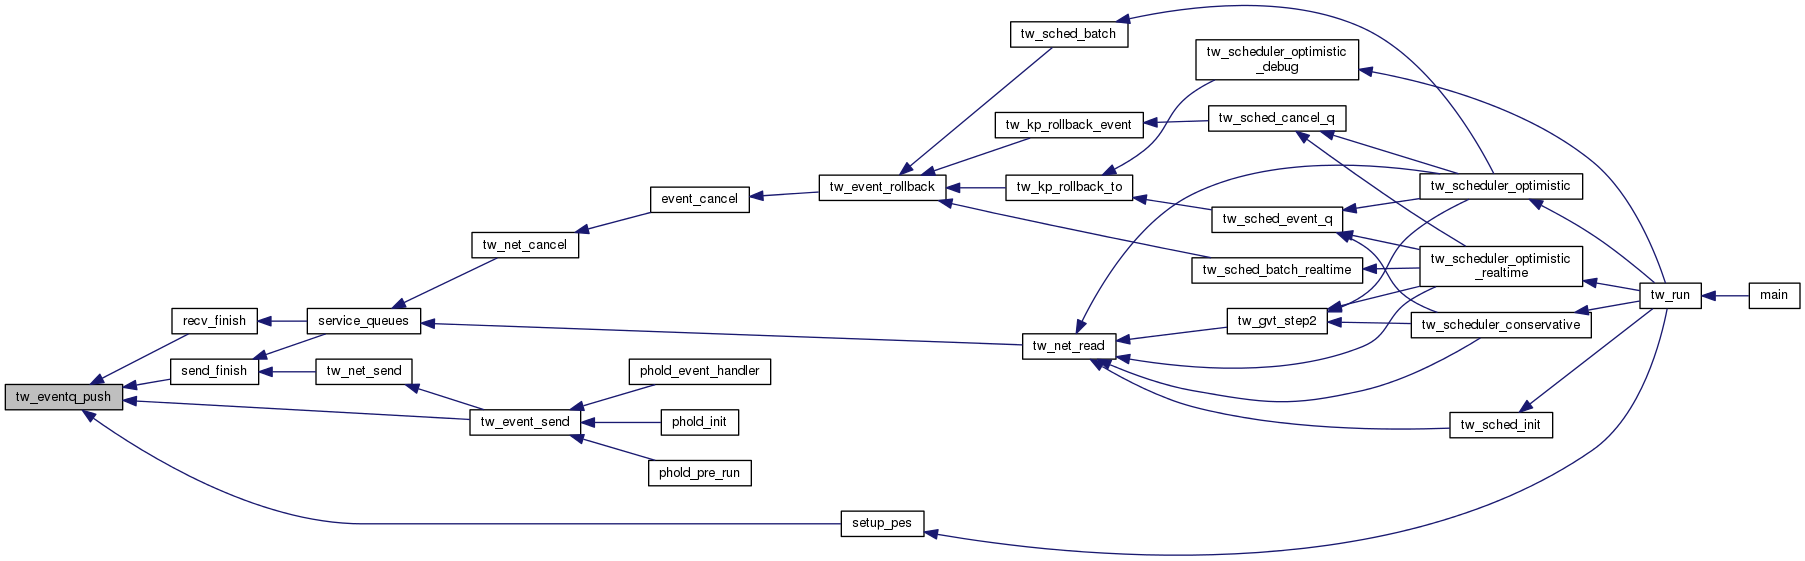 tw_sched_batch
tw_scheduler_optimistic
_debug
tw_sched_cancel_q
tw_kp_rollback_event
tw_event_rollback
tw_kp_rollback_to
tw_scheduler_optimistic
event_cancel
tw_sched_event_q
tw_net_cancel
tw_scheduler_optimistic
_realtime
tw_sched_batch_realtime
tw_run
main
recv_finish
service_queues
tw_gvt_step2
tw_scheduler_conservative
tw_net_read
send_finish
tw_net_send
phold_event_handler
tw_eventq_push
tw_event_send
phold_init
tw_sched_init
phold_pre_run
setup_pes